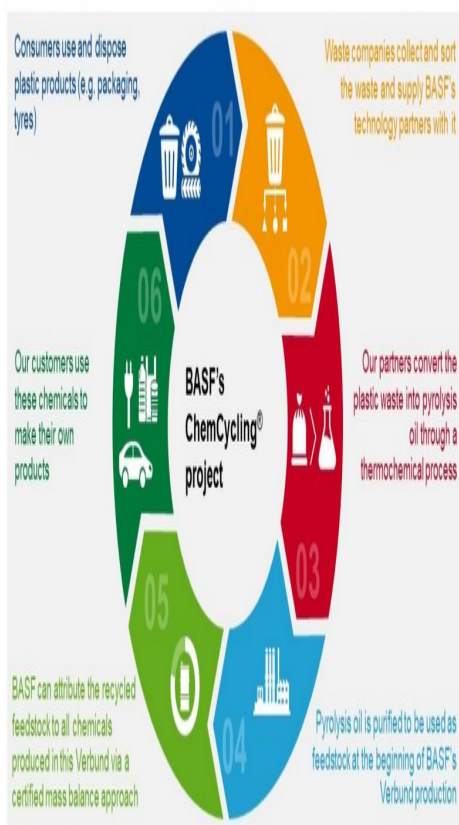 Consumers use and dispose
plastic products (e.g. packaging,
tyres)
01
Waste companies collect and sort
the waste and supply BASF's
technology partners with it
02
Our partners convert the
plastic waste into pyrolysis
oil through a
thermochemical process
03
Pyrolysis oil is purified to be used as
feedstock at the beginning of BASF's
Verbund production
04
BASF can attribute the recycled
feedstock to all chemicals
produced in this Verbund via a
certified mass balance approach
05
Our customers use
these chemicals to
make their own
products
06
BASF's
ChemCycling®
project